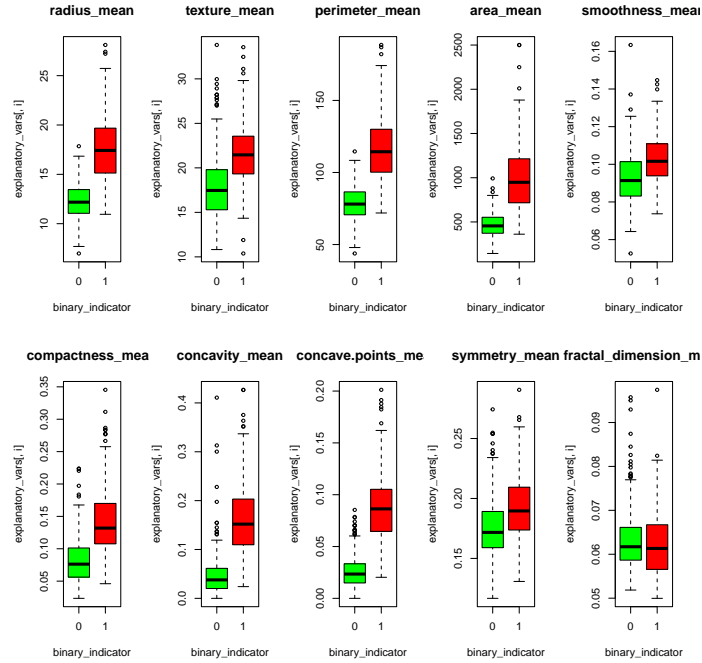 radius_mean
texture_mean
perimeter_mean
area_mean
smoothness_mear
explanatory_vars[, i]
10
15
20
25
0
1
binary_indicator
explanatory_vars[, i]
10
15
20
25
30
0
1
binary_indicator
explanatory_vars[, i]
50
100
150
0
1
binary_indicator
explanatory_vars[, i]
500
1000
1500
2000
2500
0
1
binary_indicator
explanatory_vars[, i]
0.06
0.08
0.10
0.12
0.14
0.16
0
1
binary_indicator
compactness_mea
concavity_mean
concave.points_me
symmetry_mean
fractal_dimension_m
explanatory_vars[, i]
0.05
0.10
0.15
0.20
0.25
0.30
0.35
0
1
binary_indicator
explanatory_vars[, i]
0.0
0.1
0.2
0.3
0.4
0
1
binary_indicator
explanatory_vars[, i]
0.00
0.05
0.10
0.15
0.20
0
1
binary_indicator
explanatory_vars[, i]
0.15
0.20
0.25
0
1
binary_indicator
explanatory_vars[, i]
0.05
0.06
0.07
0.08
0.09
0
1
binary_indicator